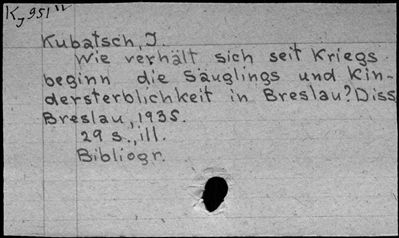 K, 951"
Kubatsch, J.
Wie verhält sich seit Kriegs
beginn die Säuglings und Kin-
dersterblichkeit in Breslau? Diss
Breslau, 1935.
29 s., ill.
Bibliogr.